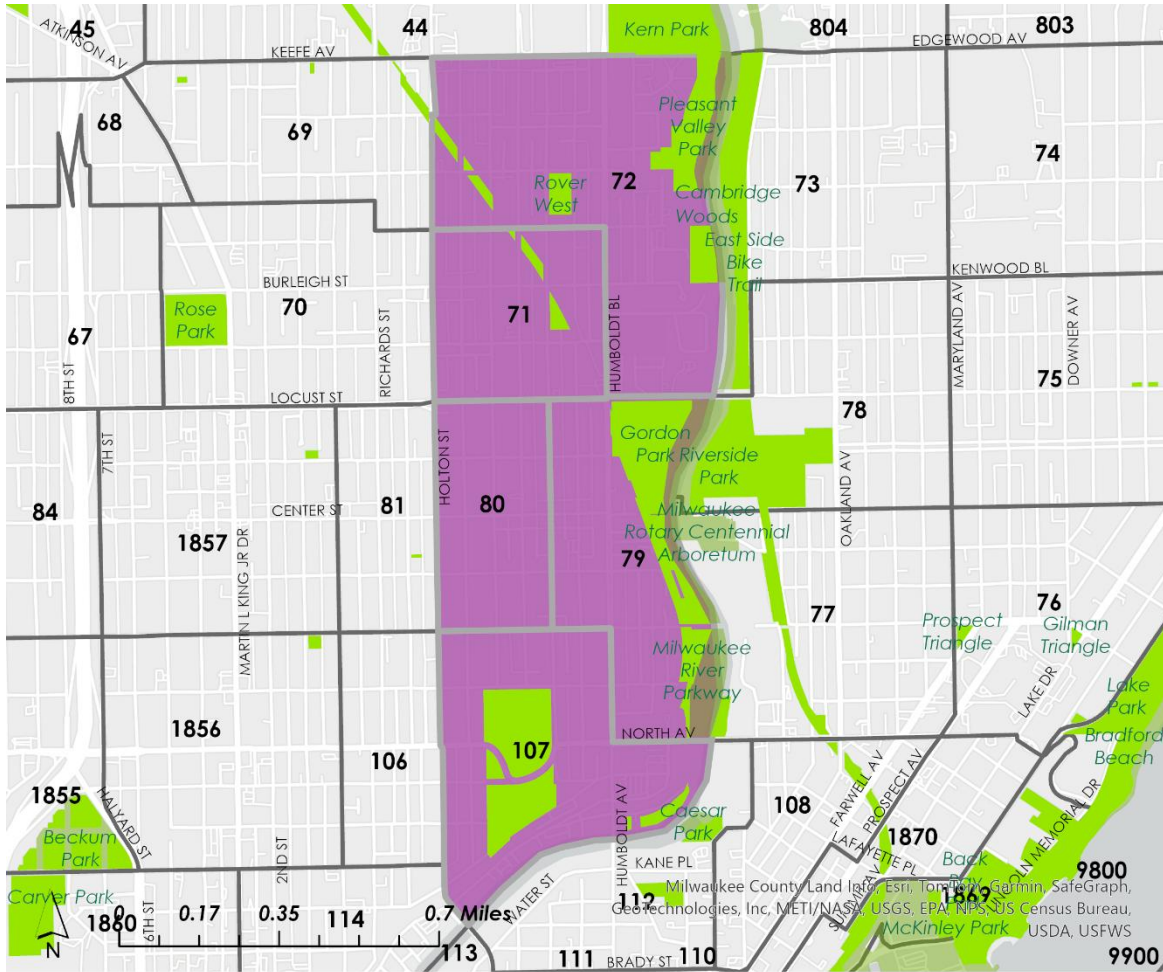 45
44
Kern Park
804
803
ATKINSON AV
KEEFE AV
EDGEWOOD AV
68
69
Pleasant
Valley
Park
72
73
74
Rover
West
Cambridge
Woods
East Side
Bike
Trail
KENWOOD BL
BURLEIGH ST
70
Rose
Park
71
67
8TH ST
RICHARDS ST
HUMBOLDT BL
MARYLAND AV
DOWNER AV
75
LOCUST ST
78
7TH ST
HOLTON ST
Gordon
Park
Riverside
Park
OAKLAND AV
84
CENTER ST
81
80
1857
Milwaukee
Rotary Centennial
Arboretum
79
MARTIN L KING JR DR
77
76
Prospect
Triangle
Gilman
Triangle
Milwaukee
River
Parkway
LAKE DR
Lake
Park
Bradford
Beach
1856
106
107
NORTH AV
1855
HALYARD ST
Beckum
Park
HUMBOLDT AV
Caesar
Park
108
FARWELL AV
PROSPECT AV
LINCOLN MEMORIAL DR
1870
LAFAYETTE PL
2ND ST
KANE PL
Back
Bay
9800
Carver Park
1860
6TH ST
114
WATER ST
112
SUMMIT AV
1869
McKinley Park
N
0
0.17
0.35
0.7 Miles
113
111
BRADY ST
110
9900
Milwaukee County Land Info, Esri, TomTom, Garmin, SafeGraph,
GeoTechnologies, Inc, METI/NASA, USGS, EPA, NPS, US Census Bureau,
USDA, USFWS